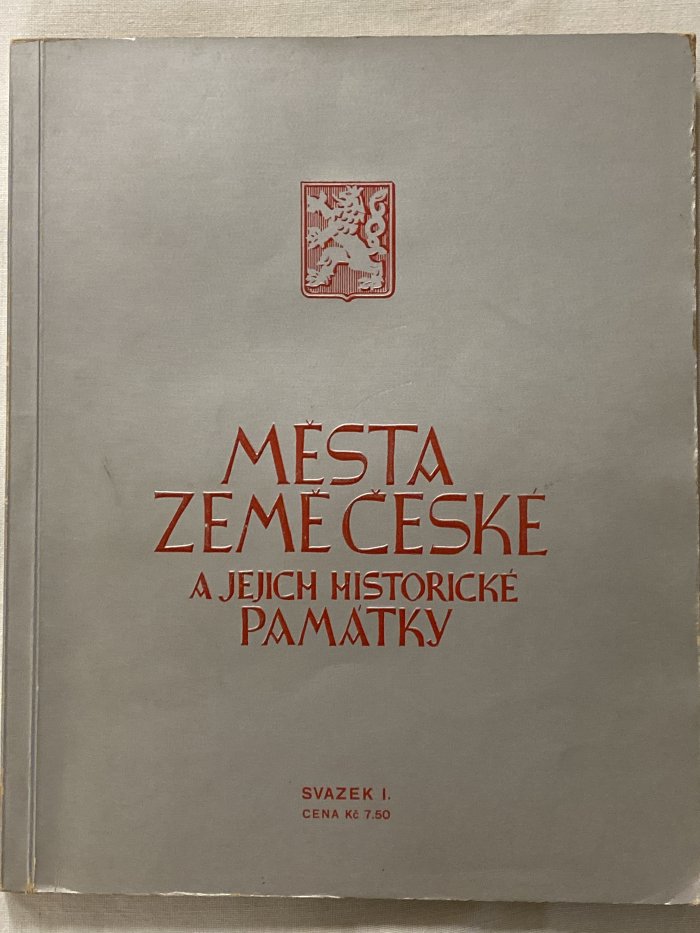 MĚSTA
ZEMĚ ČESKÉ
A JEJICH HISTORICKÉ
PAMÁTKY
SVAZEK I.
CENA Kč 7.50